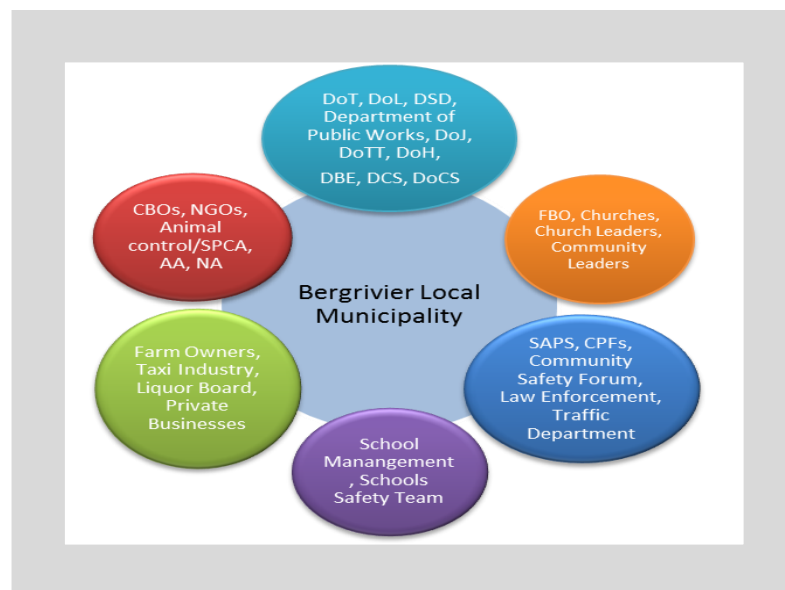 DoT, DoL, DSD,
Department of
Public Works, DoJ,
DoTT, DoH,
DBE, DCS, DoCS
CBOs, NGOs,
Animal
control/SPCA,
AA, NA
FBO, Churches,
Church Leaders,
Community
Leaders
Bergrivier Local
Municipality
Farm Owners,
Taxi Industry,
Liquor Board,
Private
Businesses
SAPS, CPFs,
Community
Safety Forum,
Law Enforcement,
Traffic
Department
School
Manangement
, Schools
Safety Team